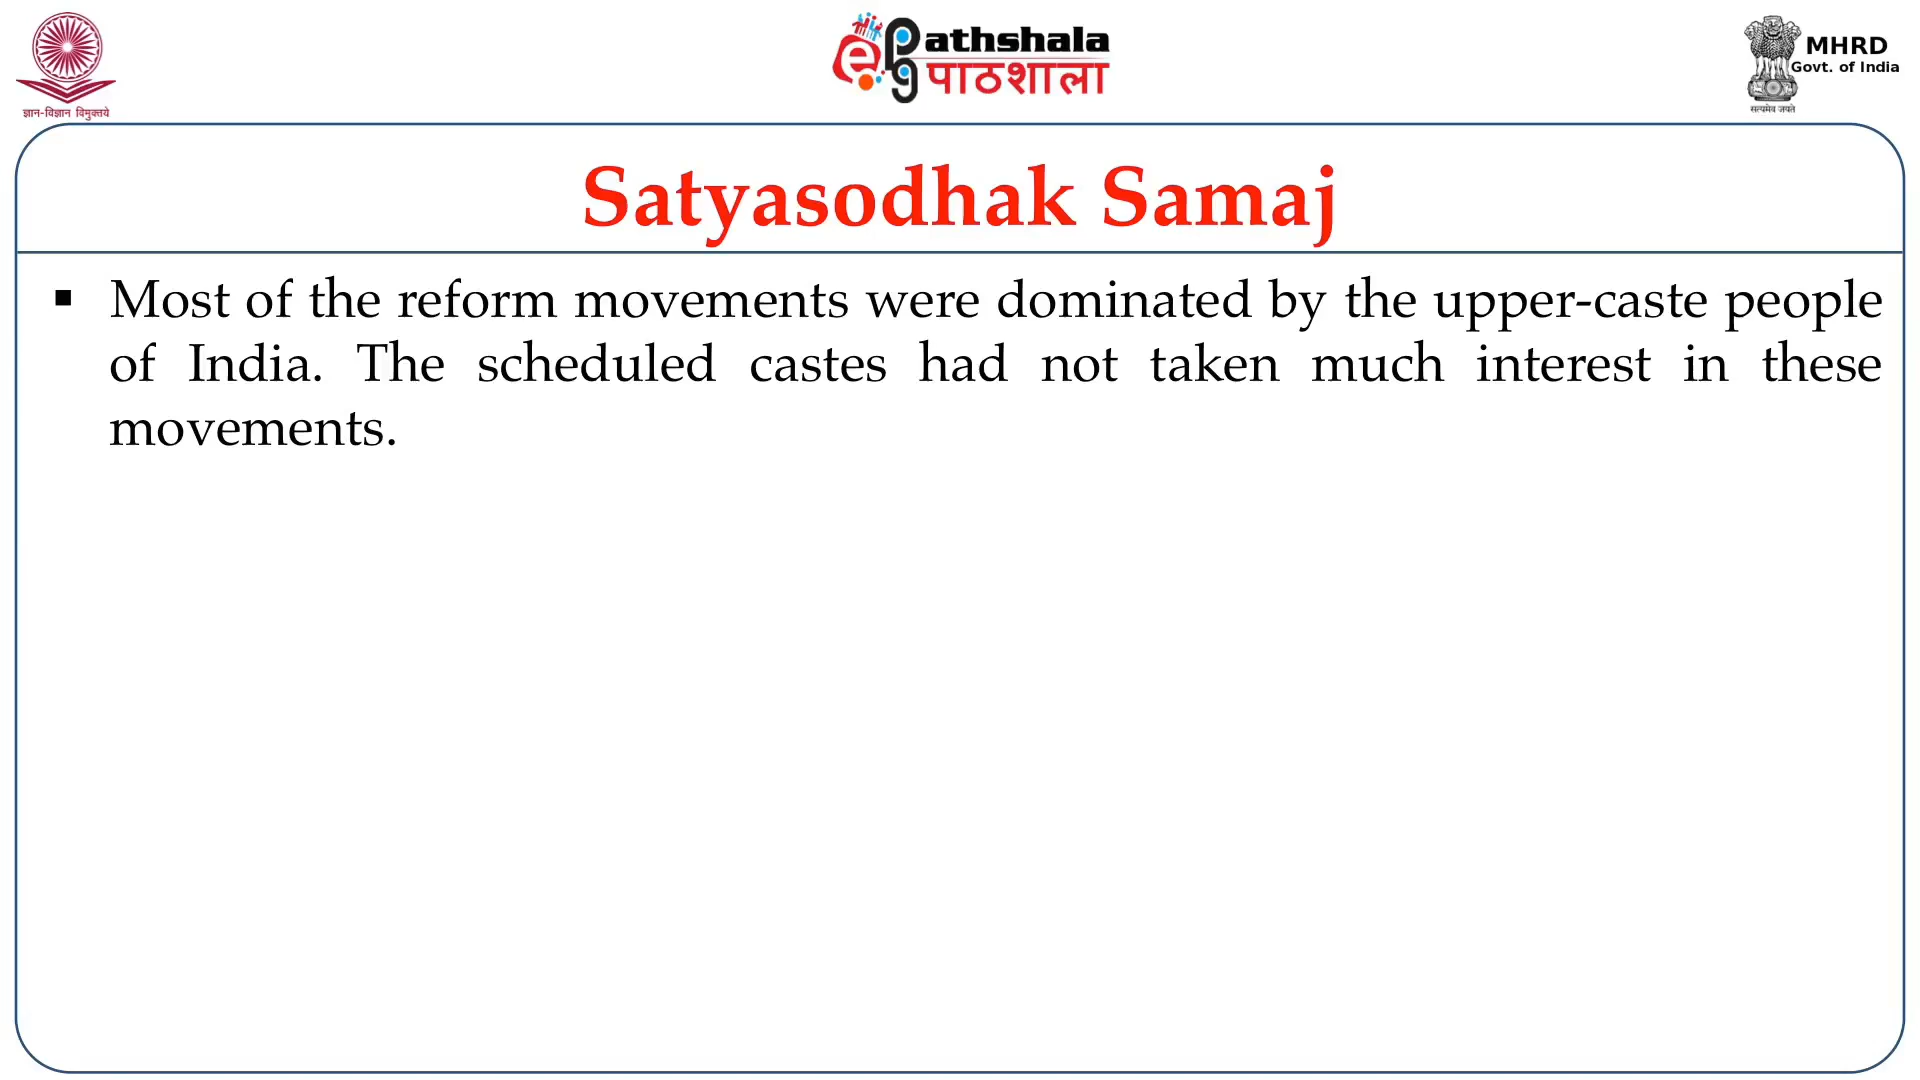 ज्ञान-विज्ञान विमुक्तये
ePathshala
पाठशाला
MHRD
Govt. of India
सत्यमेव जयते
Satyasodhak Samaj
▪ Most of the reform movements were dominated by the upper-caste people
of India. The scheduled castes had not taken much interest in these
movements.